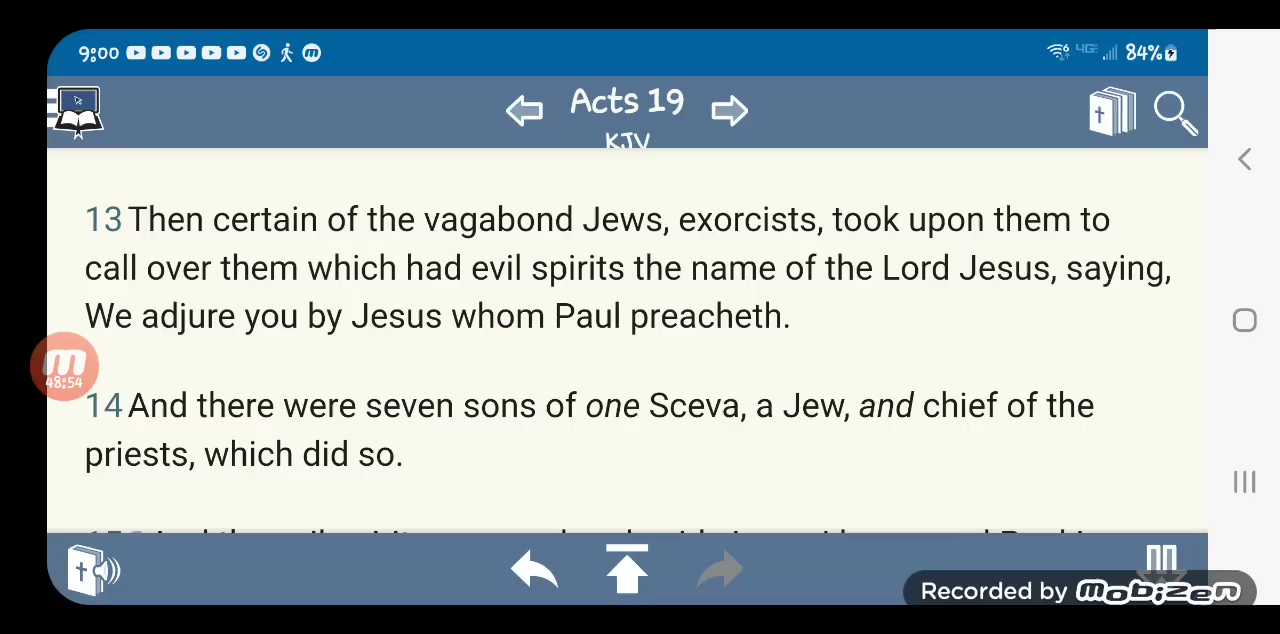 9:00 4GE 84%
Acts 19
KJV
13 Then certain of the vagabond Jews, exorcists, took upon them to
call over them which had evil spirits the name of the Lord Jesus, saying,
We adjure you by Jesus whom Paul preacheth.
48:54
14 And there were seven sons of one Sceva, a Jew, and chief of the
priests, which did so.
Recorded by mobizen